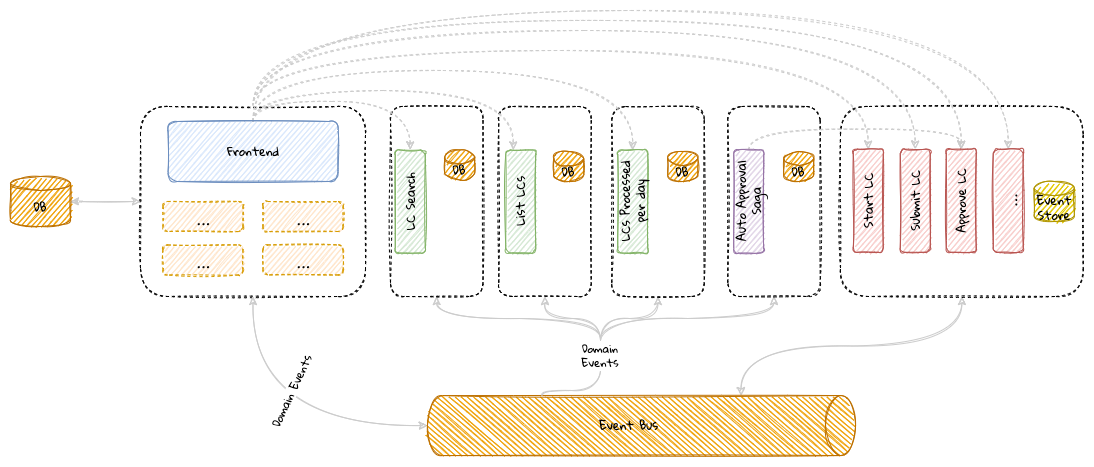 Frontend
DB
...
...
...
...
LC Search
DB
List LCs
DB
LCs Processed
per day
DB
Auto Approval
Saga
DB
Start LC
Submit LC
Approve LC
...
Event
Store
Domain
Events
Domain Events
Event Bus